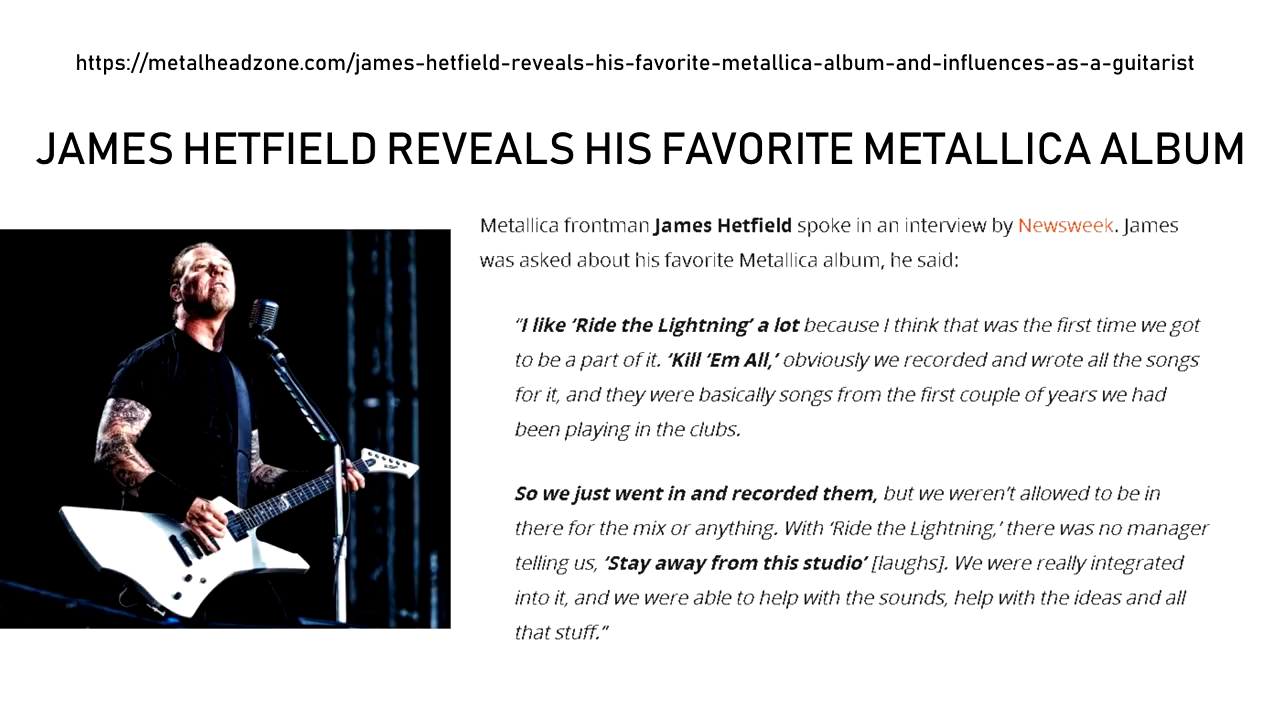 https://metalheadzone.com/james-hetfield-reveals-his-favorite-metallica-album-and-influences-as-a-guitarist
JAMES HETFIELD REVEALS HIS FAVORITE METALLICA ALBUM
Metallica frontman James Hetfield spoke in an interview by Newsweek. James
was asked about his favorite Metallica album, he said:
“I like ‘Ride the Lightning’ a lot because I think that was the first time we got
to be a part of it. ‘Kill ‘Em All,’ obviously we recorded and wrote all the songs
for it, and they were basically songs from the first couple of years we had
been playing in the clubs.
So we just went in and recorded them, but we weren’t allowed to be in
there for the mix or anything. With ‘Ride the Lightning,’ there was no manager
telling us, ‘Stay away from this studio’ [laughs]. We were really integrated
into it, and we were able to help with the sounds, help with the ideas and all
that stuff.”